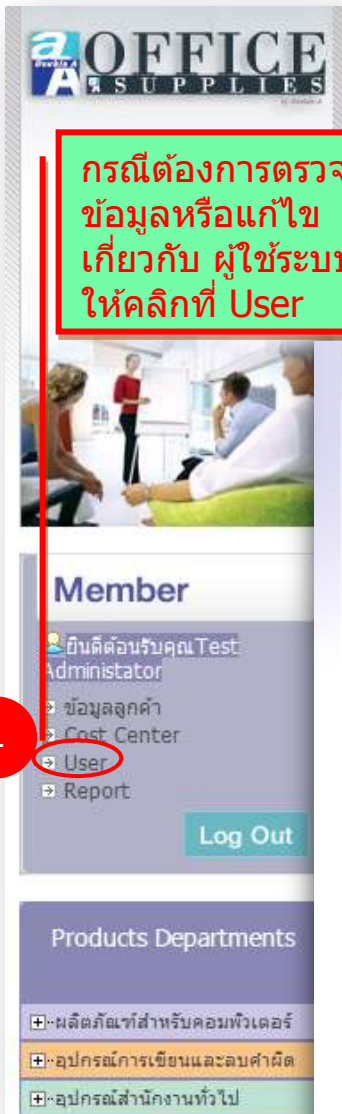 Double A
aA OFFICE
SUPPLIES
กรณีต้องการตรวจ
ข้อมูลหรือแก้ไข
เกี่ยวกับ ผู้ใช้ระบบ
ให้คลิกที่ User
Member
ยินดีต้อนรับคุณTest
Administator
ข้อมูลลูกค้า
Cost Center
User
Report
Log Out
Products Departments
ผลิตภัณฑ์สำหรับคอมพิวเตอร์
อุปกรณ์การเขียนและลบคำผิด
อุปกรณ์สำนักงานทั่วไป